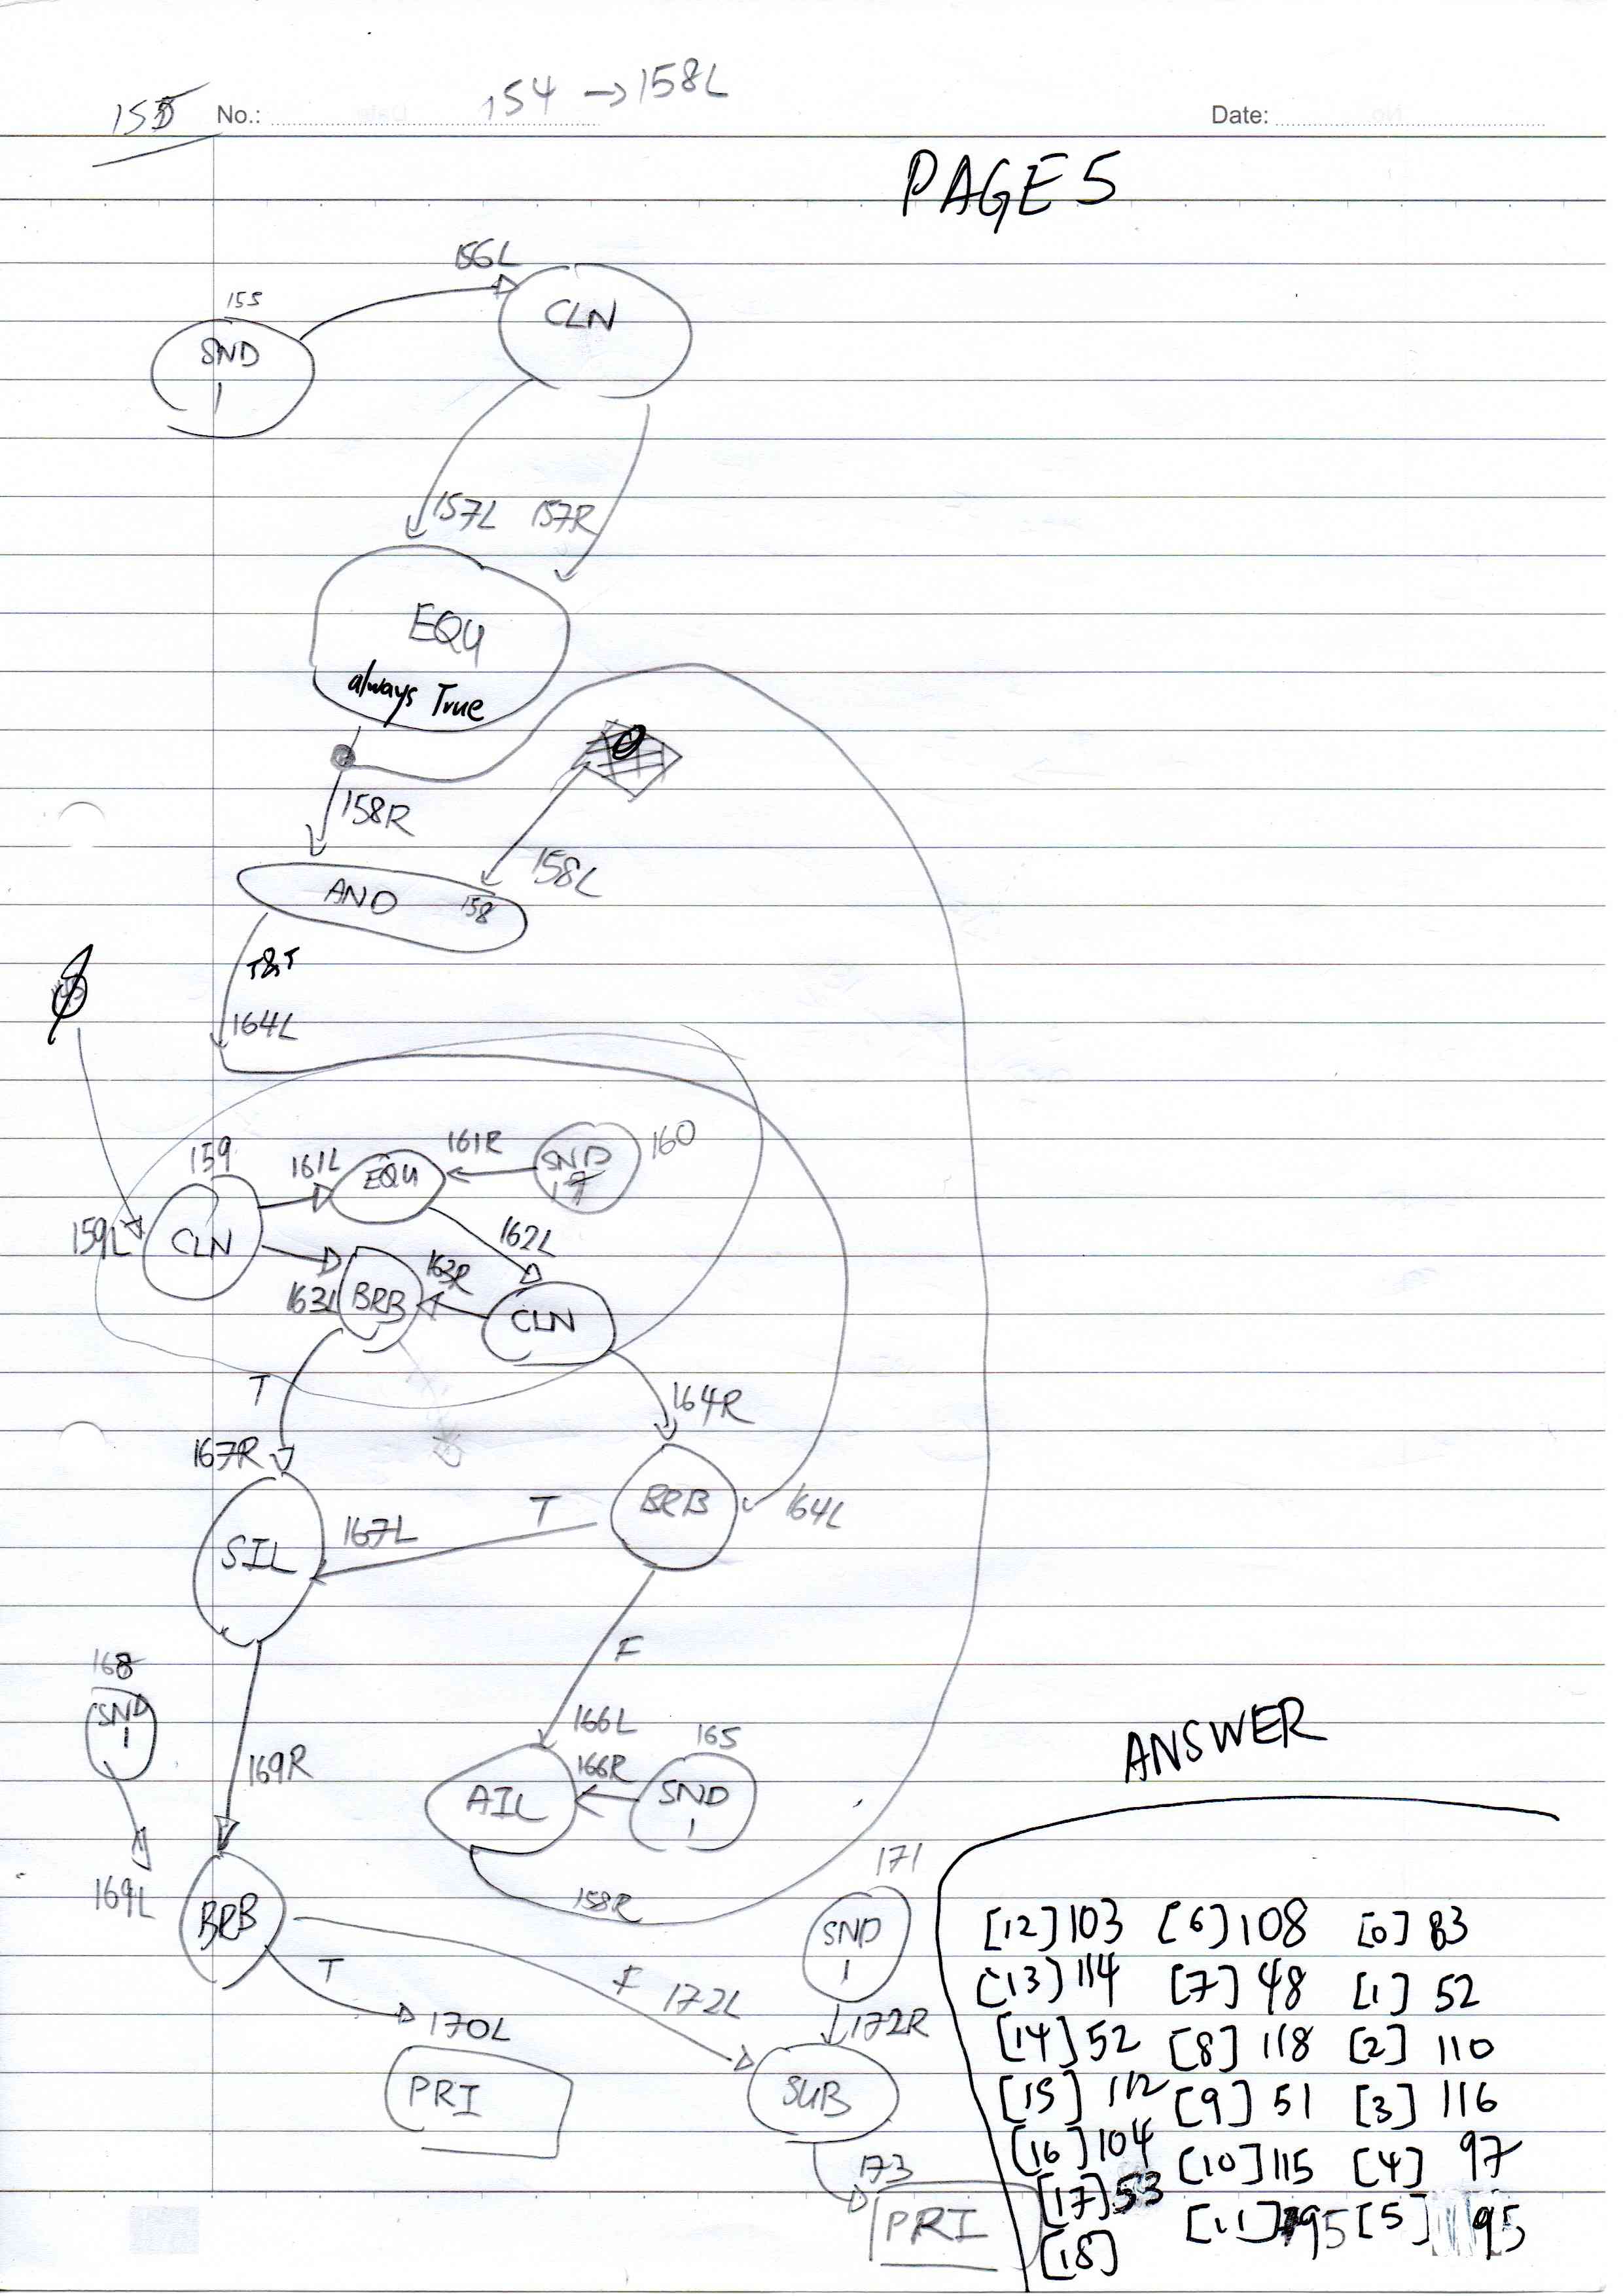 155 No.: 154 → 158L Date:
PAGE 5
156L
CLN
155
SND
1
157L 157R
EQU
always True
0
158R
158L
AND 158
T&T
164L
159 161L EQU 161R SND 17 160
159L CLN
162L
163L BRB 163R
CLN
T
164R
167R
BRB 164L
T
167L
SIL
F
168
SND
1
166L 165
169R
166R
AIL SND
1
171
169L
158R
BRB
SND
1
T
F 172L
170L
172R
PRI
SUB
173
PRI
ANSWER
[12] 103 [6] 108 [0] 83
[13] 114 [7] 48 [1] 52
[14] 52 [8] 118 [2] 110
[15] 112 [9] 51 [3] 116
[16] 104 [10] 115 [4] 97
[17] 53 [11] 95 [5] 95
[18]